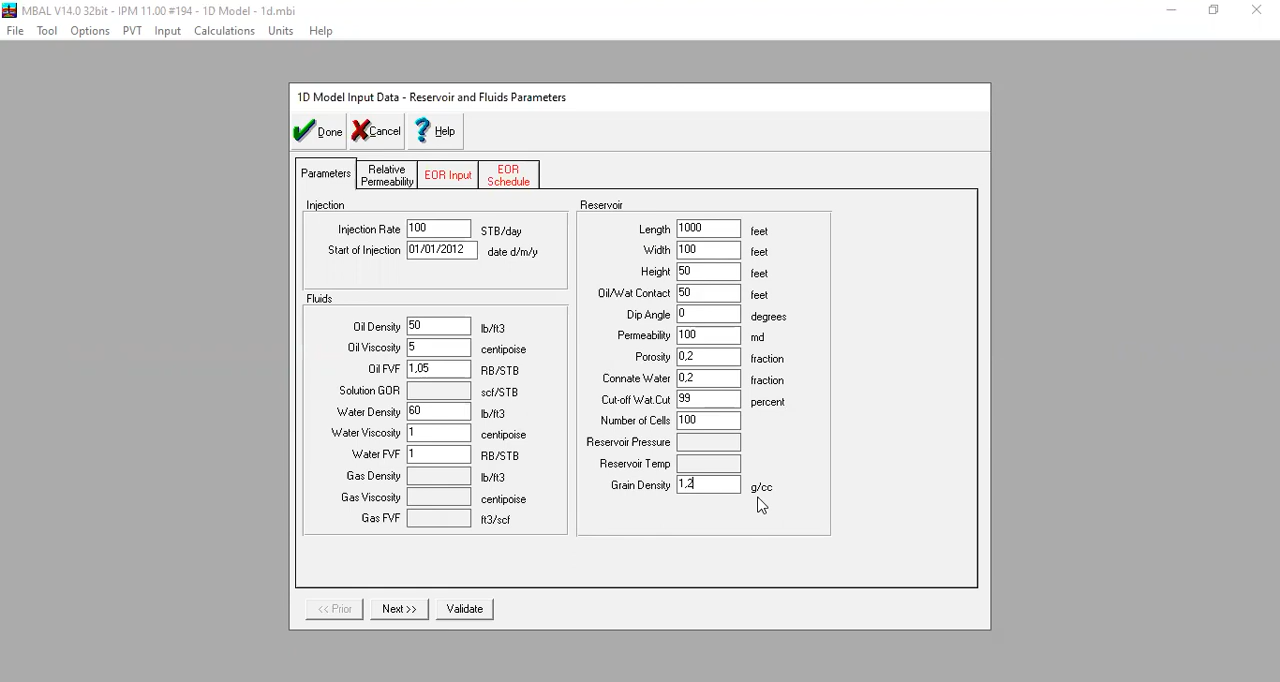 MBAL V14.0 32bit - IPM 11.00 #194 - 1D Model - 1d.mbi
File Tool Options PVT Input Calculations Units Help
1D Model Input Data - Reservoir and Fluids Parameters
Done Cancel Help
Parameters
Relative Permeability
EOR Input
EOR Schedule
Injection
Injection Rate 100 STB/day
Start of Injection 01/01/2012 date d/m/y
Fluids
Oil Density 50 lb/ft3
Oil Viscosity 5 centipoise
Oil FVF 1,05 RB/STB
Solution GOR scf/STB
Water Density 60 lb/ft3
Water Viscosity 1 centipoise
Water FVF 1 RB/STB
Gas Density lb/ft3
Gas Viscosity centipoise
Gas FVF ft3/scf
Reservoir
Length 1000 feet
Width 100 feet
Height 50 feet
Oil/Wat Contact 50 feet
Dip Angle 0 degrees
Permeability 100 md
Porosity 0,2 fraction
Connate Water 0,2 fraction
Cut-off Wat.Cut 99 percent
Number of Cells 100
Reservoir Pressure
Reservoir Temp
Grain Density 1,2 g/cc
<< Prior Next >> Validate